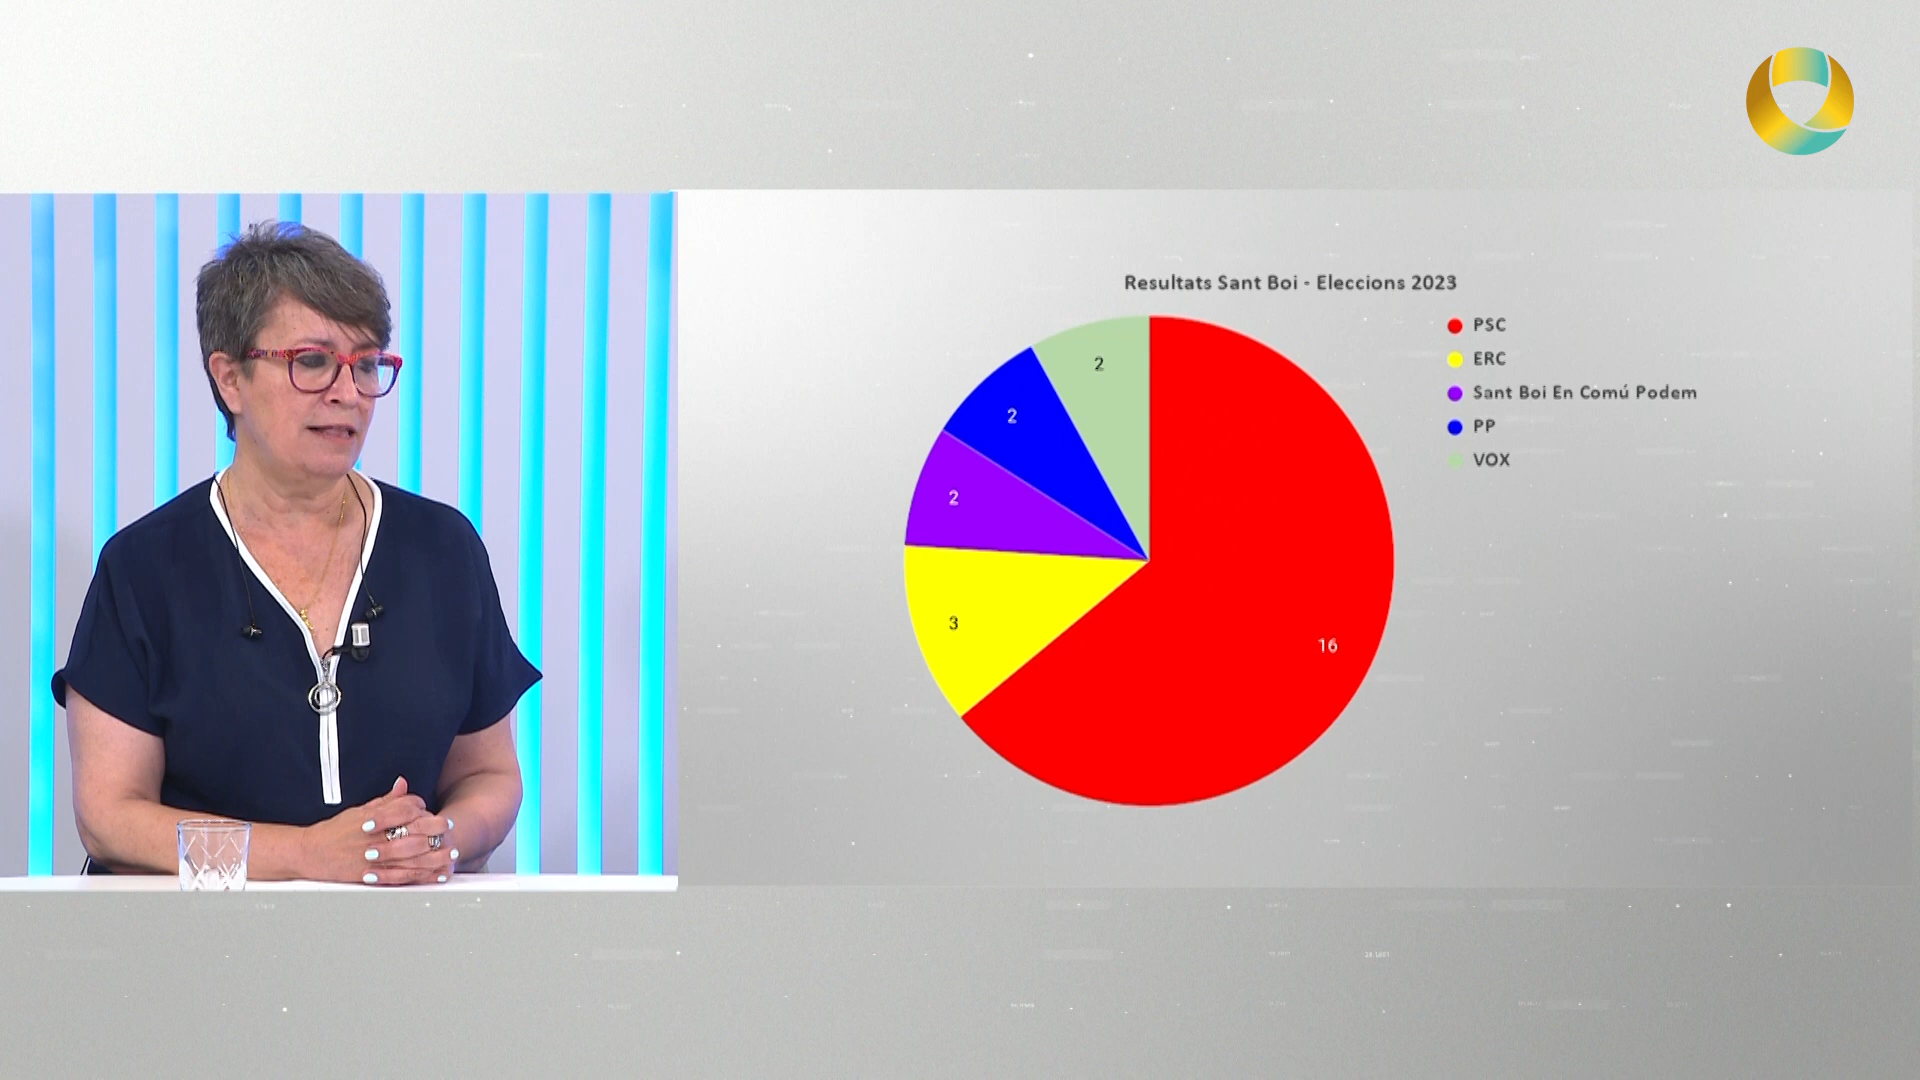 Resultats Sant Boi - Eleccions 2023
PSC
ERC
Sant Boi En Comú Podem
PP
VOX
2
2
2
3
16